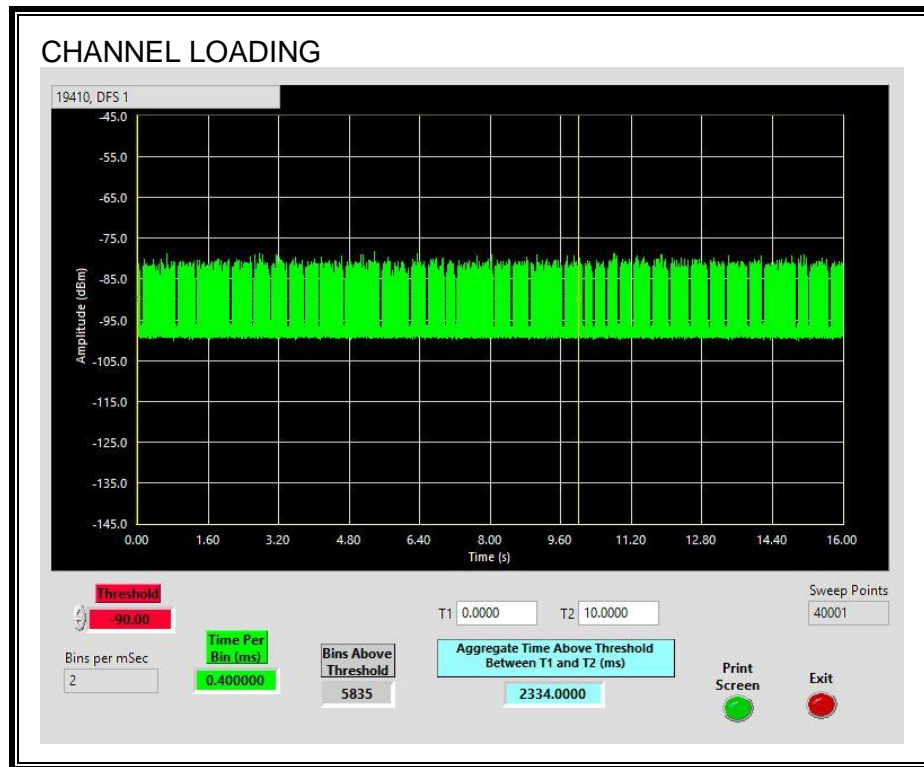 CHANNEL LOADING
19410, DFS 1
-45.0
-55.0
-65.0
-75.0
-85.0
-95.0
-105.0
-115.0
-125.0
-135.0
-145.0
Amplitude (dBm)
0.00 1.60 3.20 4.80 6.40 8.00 9.60 11.20 12.80 14.40 16.00
Time (s)
Threshold
-90.00
Bins per mSec
2
Time Per
Bin (ms)
0.400000
Bins Above
Threshold
5835
T1 0.0000 T2 10.0000
Aggregate Time Above Threshold
Between T1 and T2 (ms)
2334.0000
Sweep Points
40001
Print
Screen
Exit